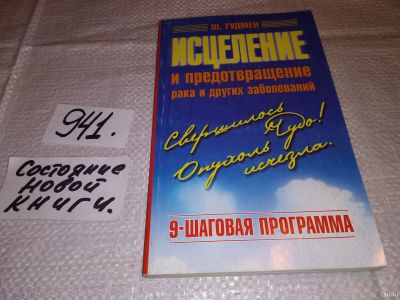 Ш. ГУДМЕН
ИСЦЕЛЕНИЕ
и предотвращение
рака и других заболеваний
Свершилось Чудо!
Опухоль исчезла.
9-ШАГОВАЯ ПРОГРАММА
941.
Состояние
новой
книги.